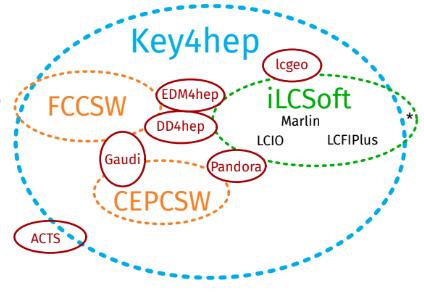 Key4hep
lcgeo
FCCSW
EDM4hep
iLCSoft
DD4hep
Marlin
*
LCIO
LCFIPlus
Gaudi
Pandora
CEPCSW
ACTS